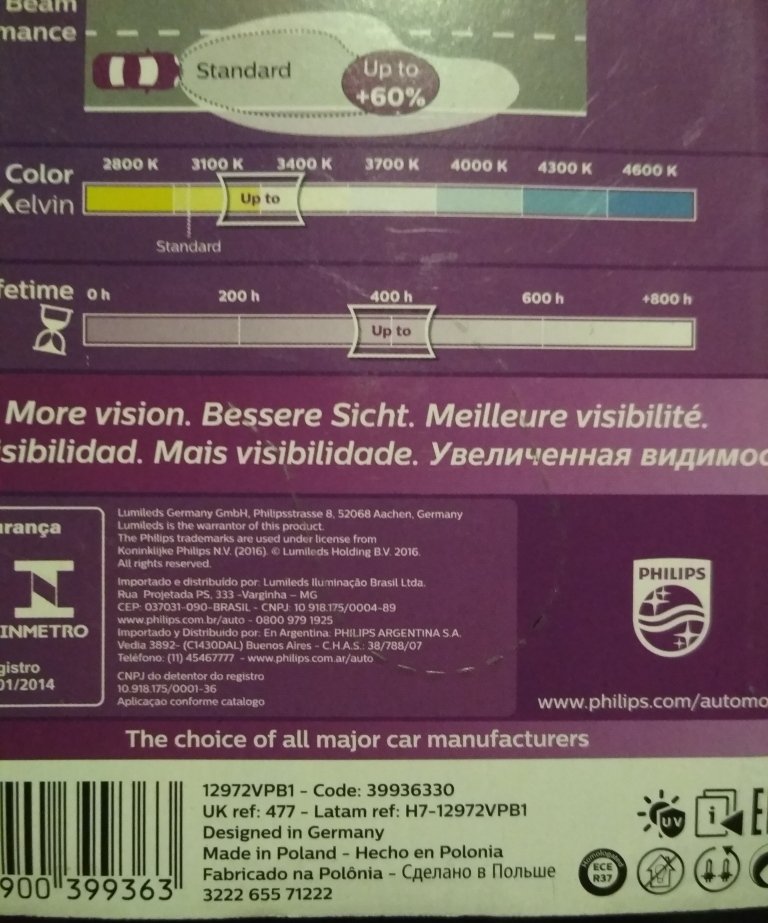 Beam
mance
Standard
Up to
+60%
2800 K 3100 K 3400 K 3700 K 4000 K 4300 K 4600 K
Color
Kelvin
Up to
Standard
fetime
0 h 200 h 400 h 600 h +800 h
Up to
More vision. Bessere Sicht. Meilleure visibilité.
sibilidad. Mais visibilidade. Увеличенная видимос
urança
INMETRO
gistro
01/2014
Lumileds Germany GmbH, Philipsstrasse 8, 52068 Aachen, Germany
Lumileds is the warrantor of this product.
The Philips trademarks are used under license from
Koninklijke Philips N.V. (2016). © Lumileds Holding B.V. 2016.
All rights reserved.
Importado e distribuído por: Lumileds Iluminação Brasil Ltda.
Rua Projetada PS, 333 -Varginha – MG
CEP: 037031-090-BRASIL - CNPJ: 10 918.175/0004-89
www.philips.com.br/auto - 0800 979 1925
Importado y Distribuido por: En Argentina: PHILIPS ARGENTINA S.A.
Vedia 3892- (C1430DAL) Buenos Aires - C.H.A.S.: 38/788/07
Teléfono: (11) 45467777 - www.philips.com.ar/auto
CNPJ do detentor do registro
10.918.175/0001-36
Aplicaçao conforme catalogo
PHILIPS
www.philips.com/automo
The choice of all major car manufacturers
12972VPB1 - Code: 39936330
UK ref: 477 - Latam ref: H7-12972VPB1
Designed in Germany
Made in Poland - Hecho en Polonia
Fabricado na Polônia - Сделано в Польше
3222 655 71222
900 399363
UV
Homologated
ECE
R37